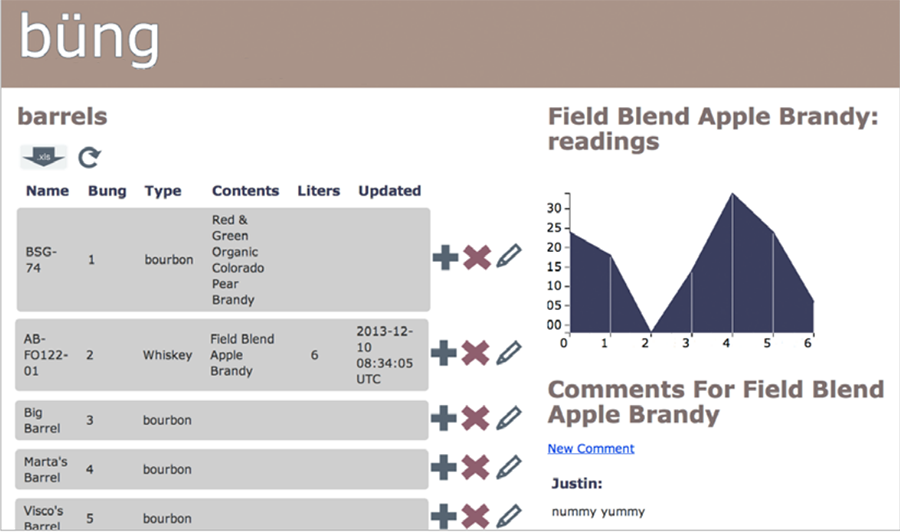 büng
barrels
.xls
Name Bung Type Contents Liters Updated
BSG-
74
1
bourbon
Red &
Green
Organic
Colorado
Pear
Brandy
AB-
FO122-
01
2
Whiskey
Field Blend
Apple
Brandy
6
2013-12-
10
08:34:05
UTC
Big
Barrel
3
bourbon
Marta's
Barrel
4
bourbon
Visco's
Barrel
5
bourbon
Field Blend Apple Brandy:
readings
30
25
20
15
10
05
00
0 1 2 3 4 5 6
Comments For Field Blend
Apple Brandy
New Comment
Justin:
nummy yummy